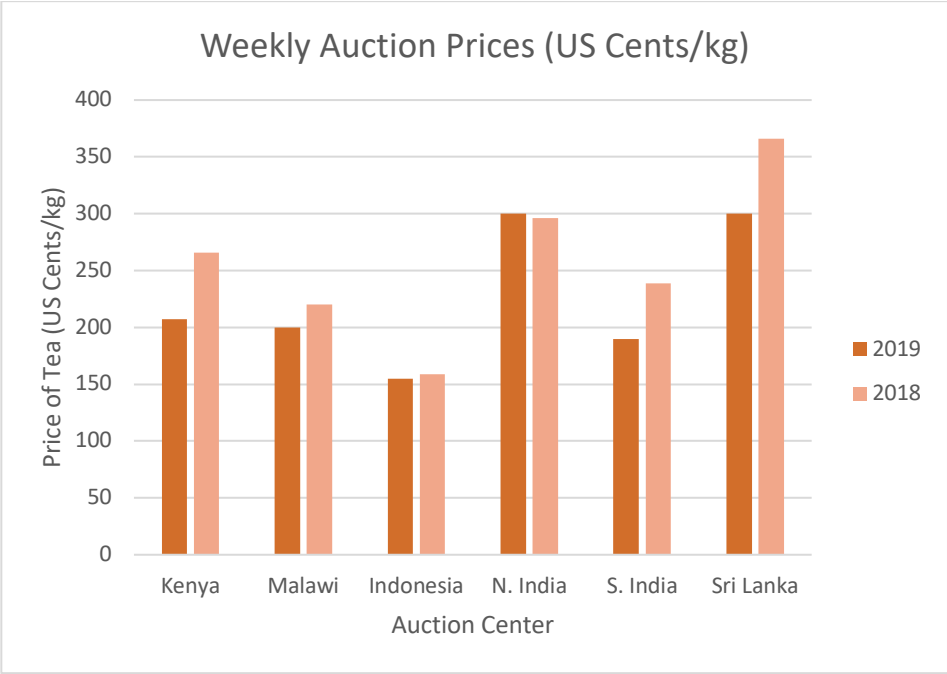 Weekly Auction Prices (US Cents/kg)
Price of Tea (US Cents/kg)
400
350
300
250
200
150
100
50
0
Kenya Malawi Indonesia N. India S. India Sri Lanka
Auction Center
2019
2018